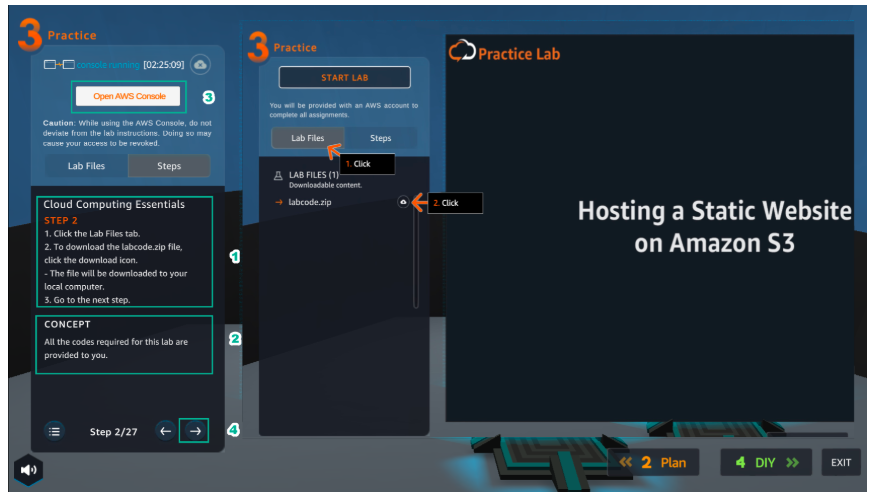 3 Practice
console running [02:25:09]
Open AWS Console
3
Caution: While using the AWS Console, do not
deviate from the lab instructions. Doing so may
cause your access to be revoked.
Lab Files Steps
Cloud Computing Essentials
STEP 2
1. Click the Lab Files tab.
2. To download the labcode.zip file,
click the download icon.
- The file will be downloaded to your
local computer.
3. Go to the next step.
1
CONCEPT
All the codes required for this lab are
provided to you.
2
Step 2/27
4
3 Practice
START LAB
You will be provided with an AWS account to
complete all assignments.
Lab Files Steps
1. Click
LAB FILES (1)
Downloadable content.
→ labcode.zip
2. Click
Practice Lab
Hosting a Static Website
on Amazon S3
<< 2 Plan
4 DIY >>
EXIT